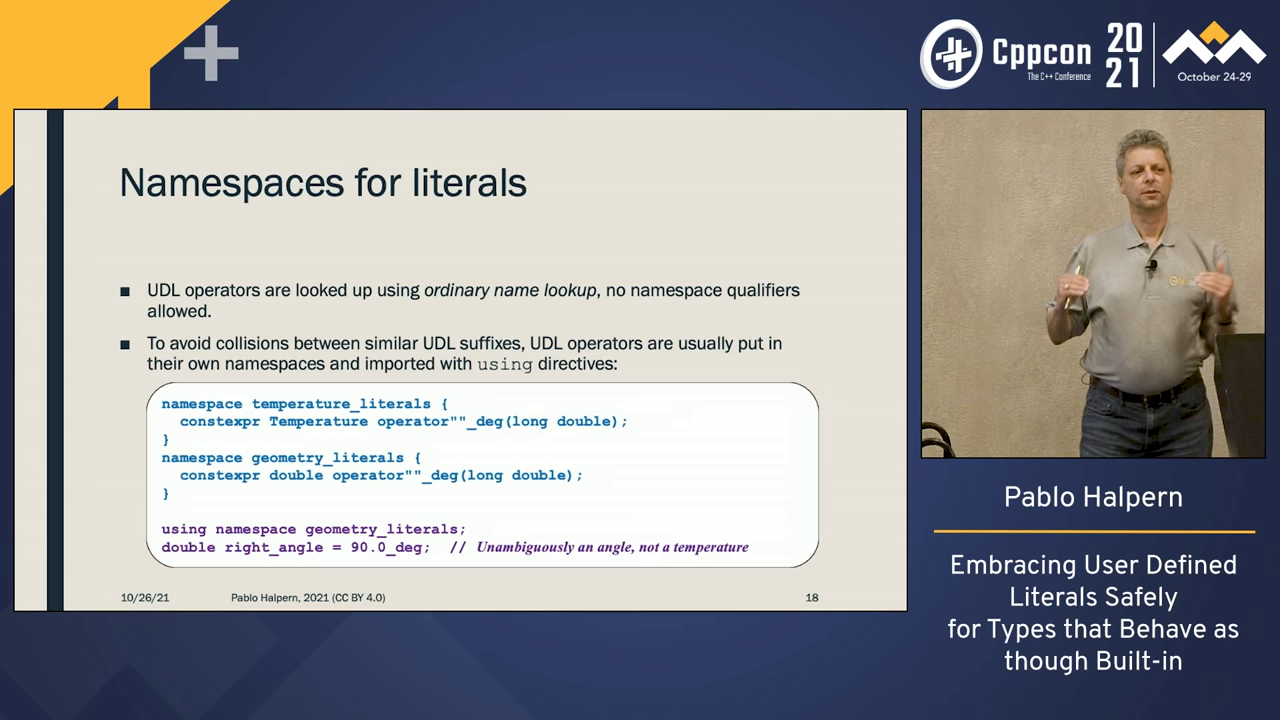 Cppcon
The C++ Conference
20
21
October 24-29
Namespaces for literals
■ UDL operators are looked up using ordinary name lookup, no namespace qualifiers
allowed.
■ To avoid collisions between similar UDL suffixes, UDL operators are usually put in
their own namespaces and imported with using directives:
namespace temperature_literals {
  constexpr Temperature operator""_deg(long double);
}
namespace geometry_literals {
  constexpr double operator""_deg(long double);
}
using namespace geometry_literals;
double right_angle = 90.0_deg;  // Unambiguously an angle, not a temperature
10/26/21
Pablo Halpern, 2021 (CC BY 4.0)
18
Pablo Halpern
Embracing User Defined
Literals Safely
for Types that Behave as
though Built-in